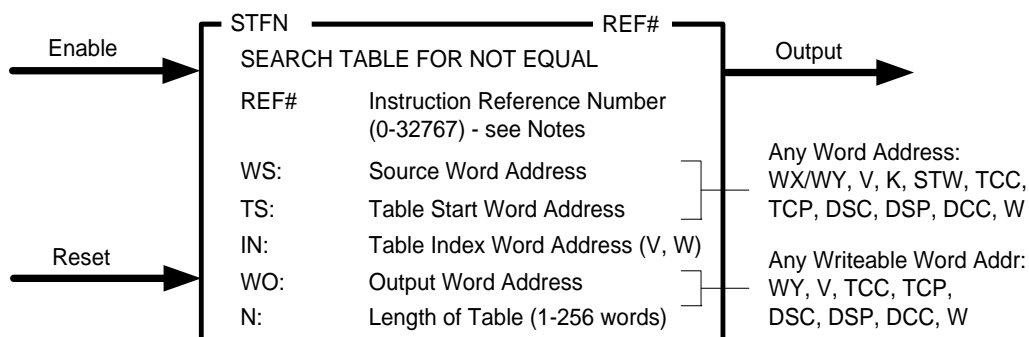 STFN REF#
Enable
Output
SEARCH TABLE FOR NOT EQUAL
REF# Instruction Reference Number
(0-32767) - see Notes
WS: Source Word Address
TS: Table Start Word Address
IN: Table Index Word Address (V, W)
WO: Output Word Address
N: Length of Table (1-256 words)
Reset
Any Word Address:
WX/WY, V, K, STW, TCC,
TCP, DSC, DSP, DCC, W
Any Writeable Word Addr:
WY, V, TCC, TCP,
DSC, DSP, DCC, W